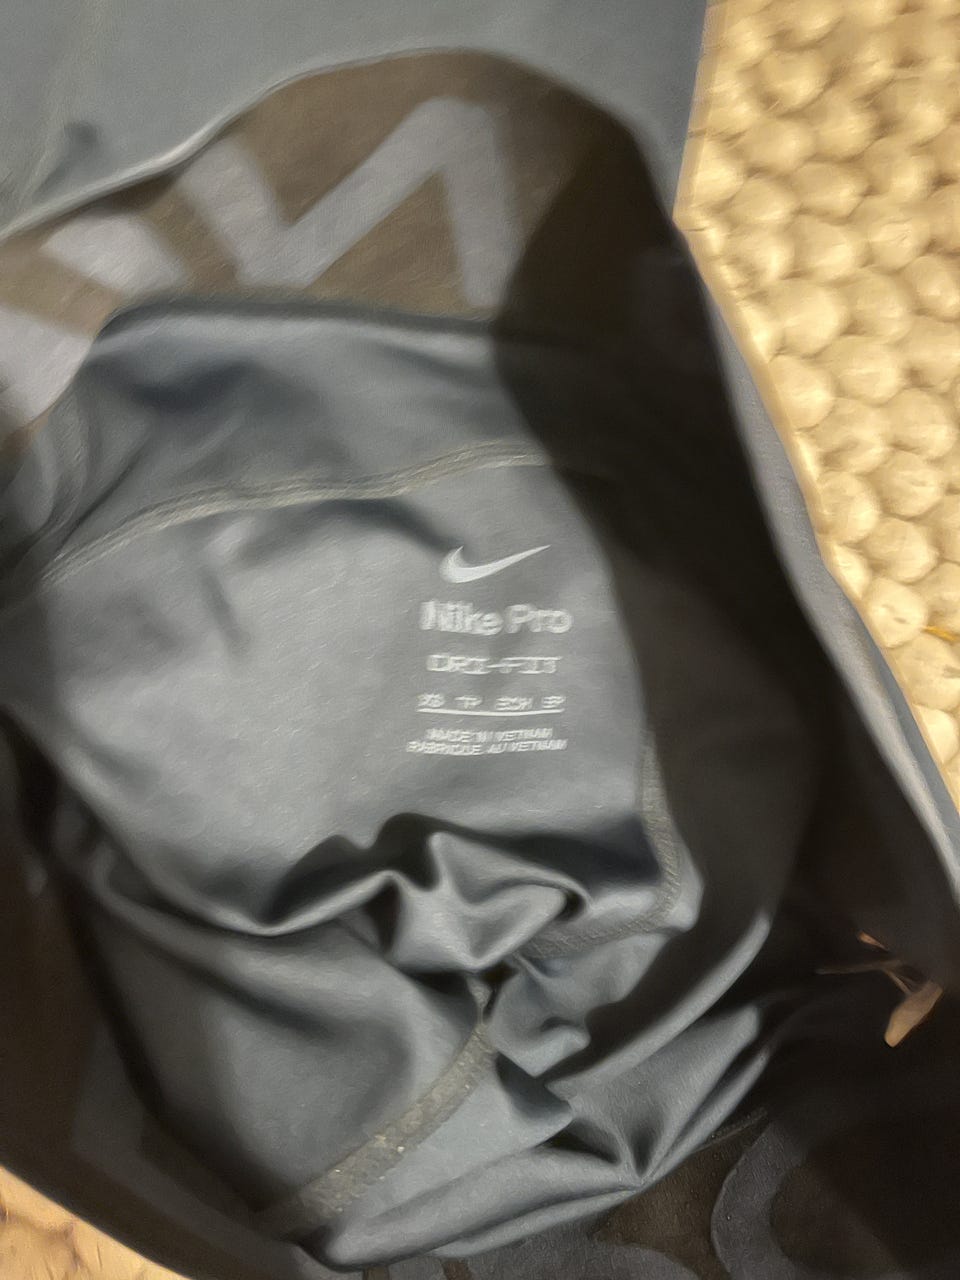 Nike Pro
DRI-FIT
XS TP ECH EP
MADE IN VIETNAM
FABRIQUÉ AU VIETNAM